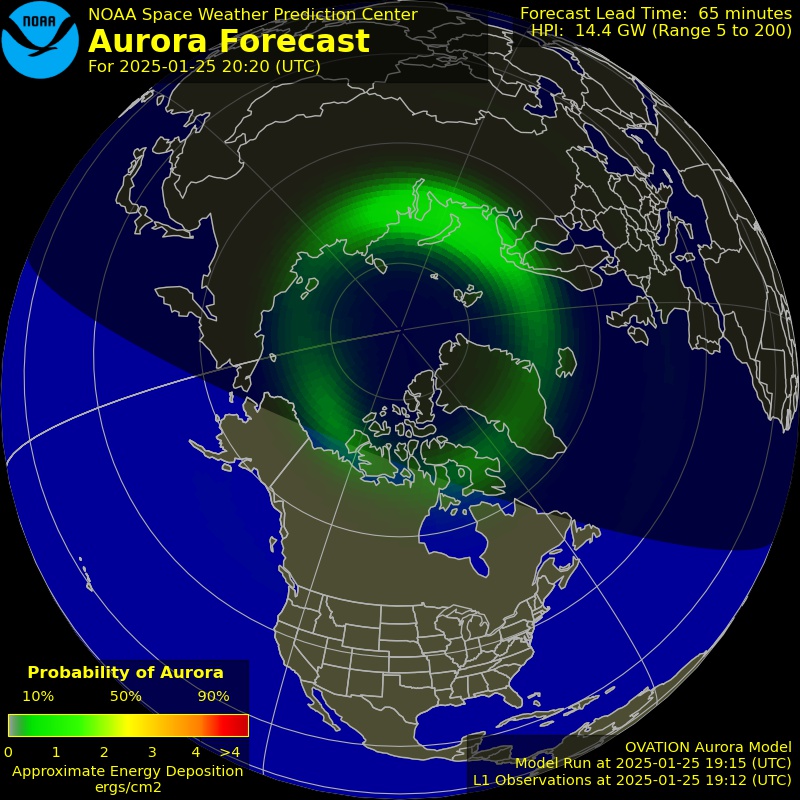 NOAA
NOAA Space Weather Prediction Center
Aurora Forecast
For 2025-01-25 20:20 (UTC)
Forecast Lead Time: 65 minutes
HPI: 14.4 GW (Range 5 to 200)
Probability of Aurora
10% 50% 90%
0 1 2 3 4 >4
Approximate Energy Deposition
ergs/cm2
OVATION Aurora Model
Model Run at 2025-01-25 19:15 (UTC)
L1 Observations at 2025-01-25 19:12 (UTC)